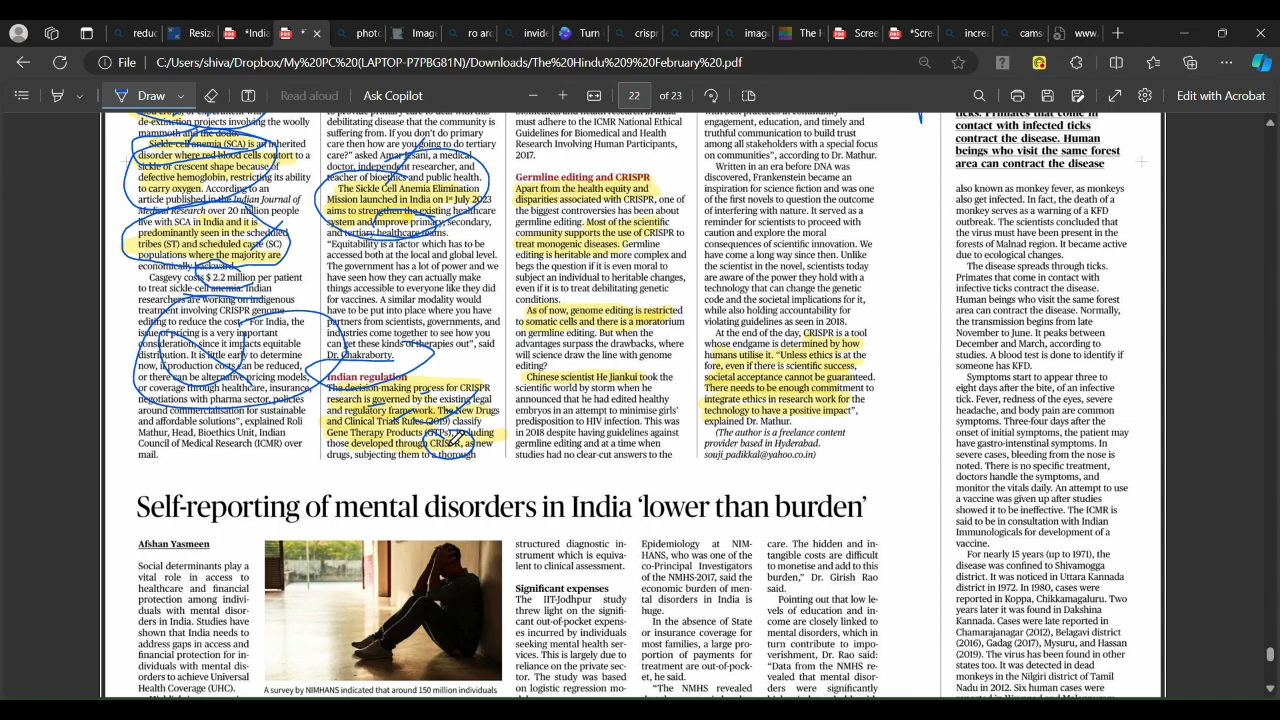 reduc
Resiz
*India
*
photo
Image
ro arc
invide
Turn
crispr
crispr
image
The H
Scree
*Scre
increa
cams
www.
File
C:/Users/shiva/Dropbox/My%20PC%20(LAPTOP-P7PBG81N)/Downloads/The%20Hindu%209%20February%20.pdf
Draw
Read aloud
Ask Copilot
22 of 23
Edit with Acrobat
de-extinction projects involving the woolly
mammoth and the dodo.
Sickle-cell anemia (SCA) is an inherited
disorder where red blood cells contort to
a sickle or crescent shape because of
defective hemoglobin, restricting its ability
to carry oxygen. According to an
article published in the Indian Journal of
Medical Research over 20 million people
live with SCA in India and it is
predominantly seen in the scheduled
tribes (ST) and scheduled caste (SC)
populations where the majority are
economically backward.
Casgevy cost $ 2.2 million per patient
to treat sickle-cell anemia. Indian
researchers are working on indigenous
treatment involving CRISPR genome
editing to reduce the cost. "For India, the
issue of pricing is a very important
consideration, since it impacts equitable
distribution. It is little early to determine
now, if production costs can be reduced,
or there can be alternative pricing models,
or coverage through healthcare, insurance
negotiations with pharma sector, policies
around commercialisation for sustainable
and affordable solutions", explained Roli
Mathur, Head, Bioethics Unit, Indian
Council of Medical Research (ICMR) over
mail.
debilitating disease that the community is
suffering from. If you don't do primary
care then how are you going to do tertiary
care?" asked Amar Jesani, a medical
doctor, independent researcher, and
teacher of bioethics and public health.
The Sickle Cell Anemia Elimination
Mission launched in India on 1st July 2023
aims to strengthen the existing healthcare
system and improve primary, secondary,
and tertiary healthcare teams.
"Equitability is a factor which has to be
accessed both at the local and global level.
The government has a lot of power and we
have seen how they can actually make
things accessible to everyone like they did
for vaccines. A similar modality would
have to be put into place where you have
partners from scientists, governments, and
industries come together to see how you
can get these kinds of therapies out", said
Dr. Chakraborty.
Indian regulation
The decision-making process for CRISPR
research is governed by the existing legal
and regulatory framework. The New Drugs
and Clinical Trials Rules (2019) classify
Gene Therapy Products (GTPs), including
those developed through CRISPR, as new
drugs, subjecting them to a thorough
adhere to the ICMR National Ethical
Guidelines for Biomedical and Health
Research Involving Human Participants,
2017.
Germline editing and CRISPR
Apart from the health equity and
disparities associated with CRISPR, one of
the biggest controversies has been about
germline editing. Most of the scientific
community supports the use of CRISPR to
treat monogenic diseases. Germline
editing is heritable and more complex and
begs the question if it is even moral to
subject an individual to heritable changes,
even if it is to treat debilitating genetic
conditions.
As of now, genome editing is restricted
to somatic cells and there is a moratorium
on germline editing. But when the
advantages surpass the drawbacks, where
will science draw the line with genome
editing?
Chinese scientist He Jiankui took the
scientific world by storm when he
announced that he had edited healthy
embryos in an attempt to minimise girls'
predisposition to HIV infection. This was
in 2018 despite having guidelines against
germline editing and at a time when
studies had no clear-cut answers to the
engagement, education, and timely and
truthful communication to build trust
among all stakeholders with a special focus
on communities", according to Dr. Mathur.
Written in an era before DNA was
discovered, Frankenstein became an
inspiration for science fiction and was one
of the first novels to question the outcome
of interfering with nature. It served as a
reminder for scientists to proceed with
caution and explore the moral
consequences of scientific innovation. We
have come a long way since then. Unlike
the scientist in the novel, scientists today
are aware of the power they hold with a
technology that can change the genetic
code and the societal implications for it,
while also holding accountability for
violating guidelines as seen in 2018.
At the end of the day, CRISPR is a tool
whose endgame is determined by how
humans utilise it. "Unless ethics is at the
fore, even if there is scientific success,
societal acceptance cannot be guaranteed.
There needs to be enough commitment to
integrate ethics in research work for the
technology to have a positive impact",
explained Dr. Mathur.
(The author is a freelance content
provider based in Hyderabad.
souji_padikkal@yahoo.co.in)
ticks. Primates that come in
contact with infected ticks
contract the disease. Human
beings who visit the same forest
area can contract the disease
also known as monkey fever, as monkeys
also get infected. In fact, the death of a
monkey serves as a warning of a KFD
outbreak. The scientists concluded that
the virus must have been present in the
forests of Malnad region. It became active
due to ecological changes.
The disease spreads through ticks.
Primates that come in contact with
infective ticks contract the disease.
Human beings who visit the same forest
area can contract the disease. Normally,
the transmission begins from late
November to June. It peaks between
December and March, according to
studies. A blood test is done to identify if
someone has KFD.
Symptoms start to appear three to
eight days after the bite, of an infective
tick. Fever, redness of the eyes, severe
headache, and body pain are common
symptoms. Three-four days after the
onset of initial symptoms, the patient may
have gastro-intenstinal symptoms. In
severe cases, bleeding from the nose is
noted. There is no specific treatment,
doctors handle the symptoms, and
monitor the vitals daily. An attempt to use
a vaccine was given up after studies
showed it to be ineffective. The ICMR is
said to be in consultation with Indian
Immunologicals for development of a
vaccine.
For nearly 15 years (up to 1971), the
disease was confined to Shivamogga
district. It was noticed in Uttara Kannada
district in 1972. In 1980, cases were
reported in Koppa, Chikkamagaluru. Two
years later it was found in Dakshina
Kannada. Cases were late reported in
Chamarajanagar (2012), Belagavi district
(2016), Gadag (2017), Mysuru, and Hassan
(2019). The virus has been found in other
states too. It was detected in dead
monkeys in the Nilgiri district of Tamil
Nadu in 2012. Six human cases were
Self-reporting of mental disorders in India 'lower than burden'
Afshan Yasmeen
Social determinants play a
vital role in access to
healthcare and financial
protection among indivi-
duals with mental disor-
ders in India. Studies have
shown that India needs to
address gaps in access and
financial protection for in-
dividuals with mental dis-
orders to achieve Universal
Health Coverage (UHC).
A survey by NIMHANS indicated that around 150 million individuals
structured diagnostic in-
strument which is equiva-
lent to clinical assessment.
Significant expenses
The IIT-Jodhpur study
threw light on the signifi-
cant out-of-pocket expens-
es incurred by individuals
seeking mental health ser-
vices. This is largely due to
reliance on the private sec-
tor. The study was based
on logistic regression mo-
Epidemiology at NIM-
HANS, who was one of the
co-Principal Investigators
of the NMHS-2017, said the
economic burden of men-
tal disorders in India is
huge.
In the absence of State
or insurance coverage for
most families, a large pro-
portion of payments for
treatment are out-of-pock-
et, he said.
"The NMHS revealed
care. The hidden and in-
tangible costs are difficult
to monetise and add to this
burden," Dr. Girish Rao
said.
Pointing out that low le-
vels of education and in-
come are closely linked to
mental disorders, which in
turn contribute to impo-
verishment, Dr. Rao said:
"Data from the NMHS re-
vealed that mental disor-
ders were significantly